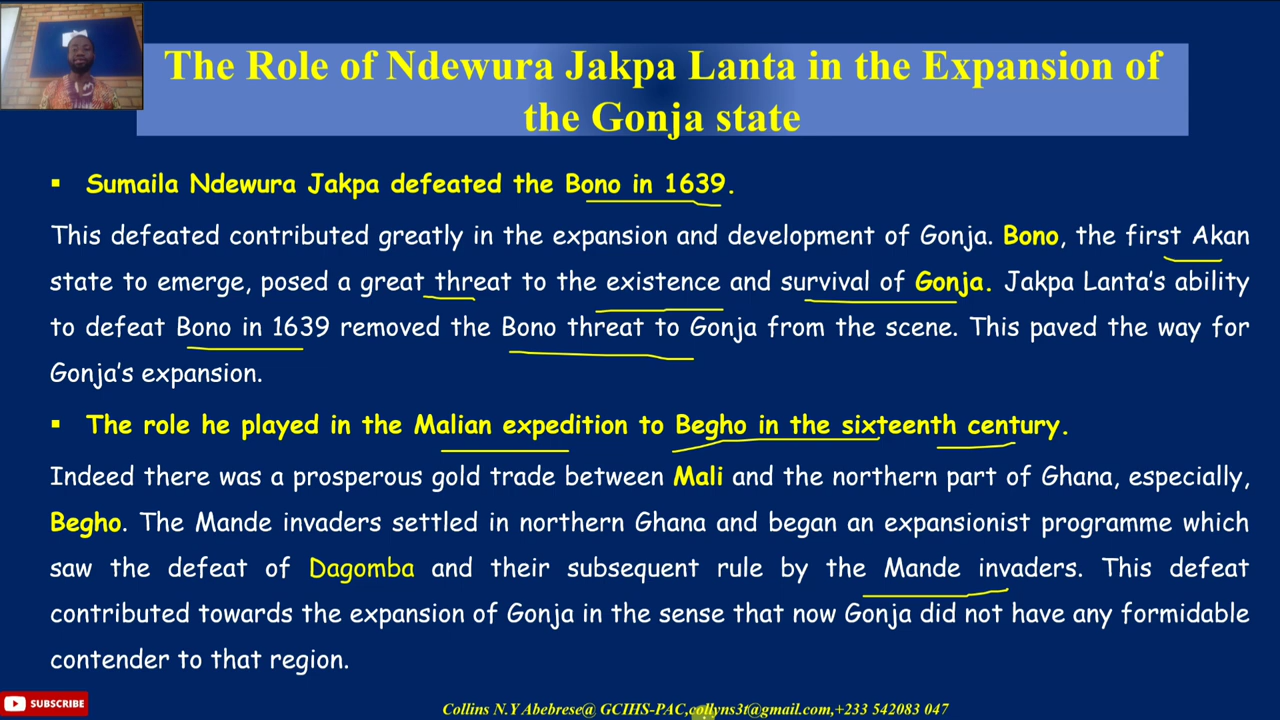 The Role of Ndewura Jakpa Lanta in the Expansion of
the Gonja state
▪ Sumaila Ndewura Jakpa defeated the Bono in 1639.
This defeated contributed greatly in the expansion and development of Gonja. Bono, the first Akan
state to emerge, posed a great threat to the existence and survival of Gonja. Jakpa Lanta’s ability
to defeat Bono in 1639 removed the Bono threat to Gonja from the scene. This paved the way for
Gonja’s expansion.
▪ The role he played in the Malian expedition to Begho in the sixteenth century.
Indeed there was a prosperous gold trade between Mali and the northern part of Ghana, especially,
Begho. The Mande invaders settled in northern Ghana and began an expansionist programme which
saw the defeat of Dagomba and their subsequent rule by the Mande invaders. This defeat
contributed towards the expansion of Gonja in the sense that now Gonja did not have any formidable
contender to that region.
SUBSCRIBE
Collins N.Y Abebrese@ GCIHS-PAC,collyns3t@gmail.com,+233 542083 047